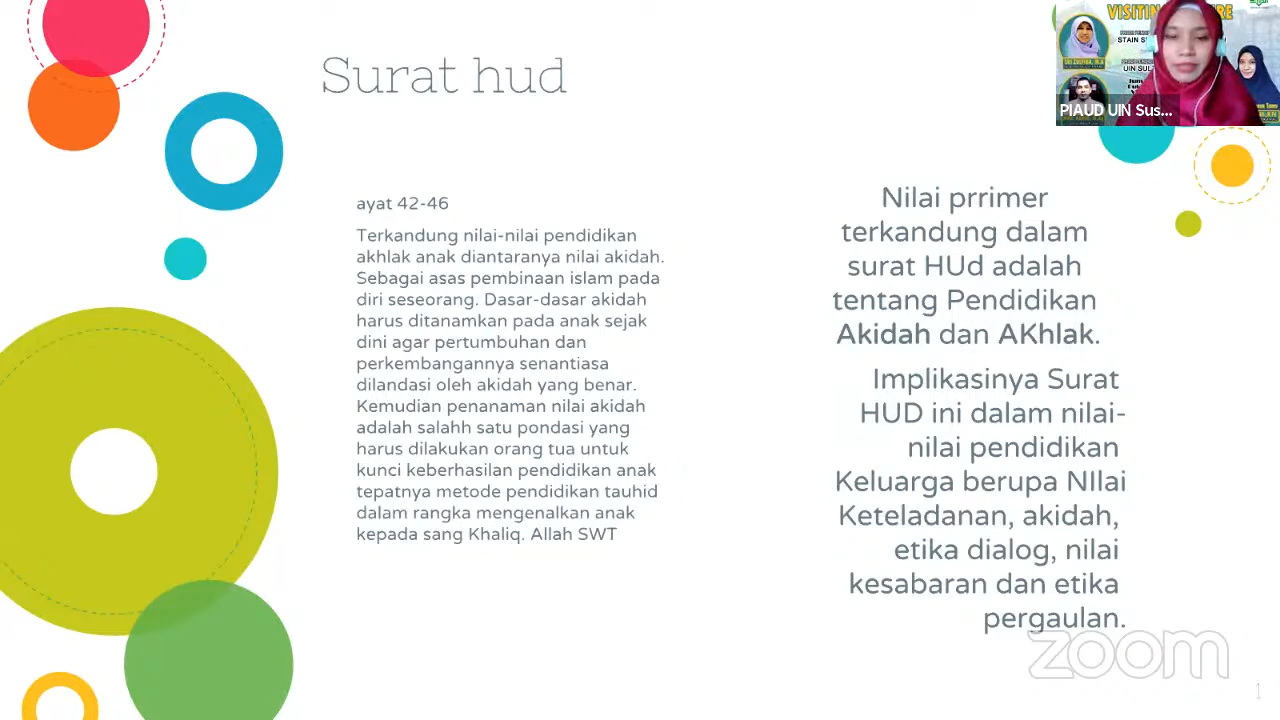 Surat hud
ayat 42-46
Terkandung nilai-nilai pendidikan
akhlak anak diantaranya nilai akidah.
Sebagai asas pembinaan islam pada
diri seseorang. Dasar-dasar akidah
harus ditanamkan pada anak sejak
dini agar pertumbuhan dan
perkembangannya senantiasa
dilandasi oleh akidah yang benar.
Kemudian penanaman nilai akidah
adalah salahh satu pondasi yang
harus dilakukan orang tua untuk
kunci keberhasilan pendidikan anak
tepatnya metode pendidikan tauhid
dalam rangka mengenalkan anak
kepada sang Khaliq. Allah SWT
Nilai prrimer
terkandung dalam
surat HUd adalah
tentang Pendidikan
Akidah dan AKhlak.
Implikasinya Surat
HUD ini dalam nilai-
nilai pendidikan
Keluarga berupa NIlai
Keteladanan, akidah,
etika dialog, nilai
kesabaran dan etika
pergaulan.
PIAUD UIN Sus...
zoom
1